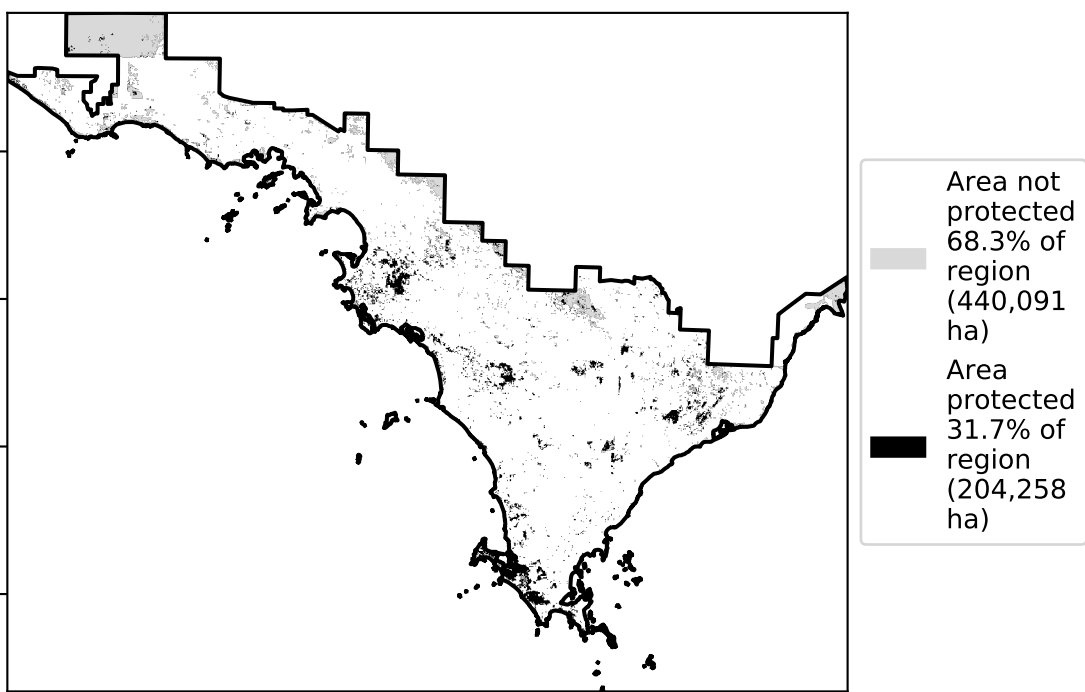 Area not
protected
68.3% of
region
(440,091
ha)
Area
protected
31.7% of
region
(204,258
ha)